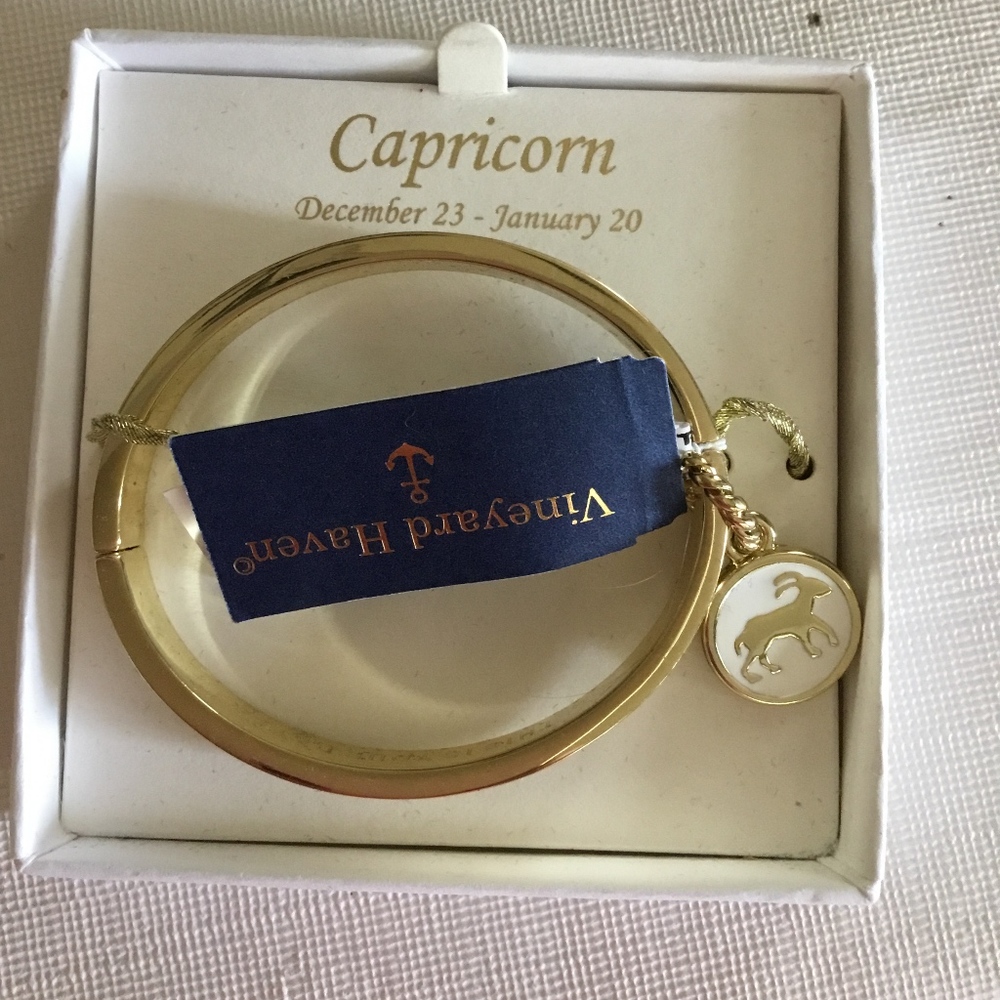 Capricorn
December 23 - January 20
Vineyard Haven©